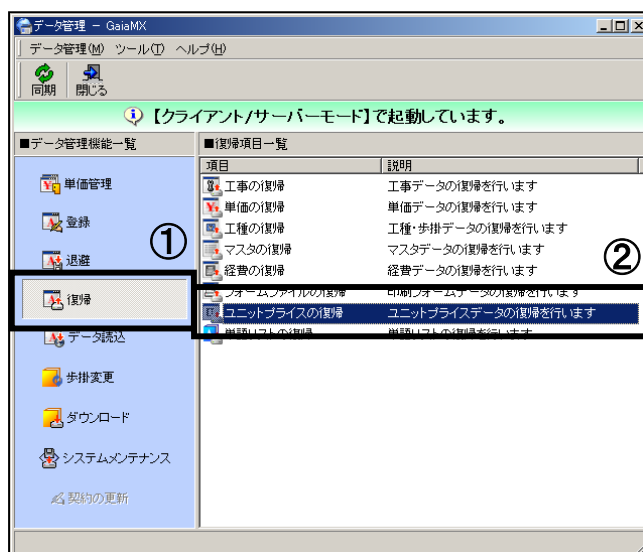 データ管理 － GaiaMX
データ管理(M) ツール(T) ヘルプ(H)
同期 閉じる
【クライアント/サーバーモード】で起動しています。
■データ管理機能一覧
■復帰項目一覧
項目 説明
単価管理
登録
退避
復帰
データ読込
歩掛変更
ダウンロード
システムメンテナンス
契約の更新
工事の復帰 工事データの復帰を行います
単価の復帰 単価データの復帰を行います
工種の復帰 工種・歩掛データの復帰を行います
マスタの復帰 マスタデータの復帰を行います
経費の復帰 経費データの復帰を行います
フォームファイルの復帰 印刷フォームデータの復帰を行います
ユニットプライスの復帰 ユニットプライスデータの復帰を行います
単語リストの復帰 単語リストの復帰を行います
①
②